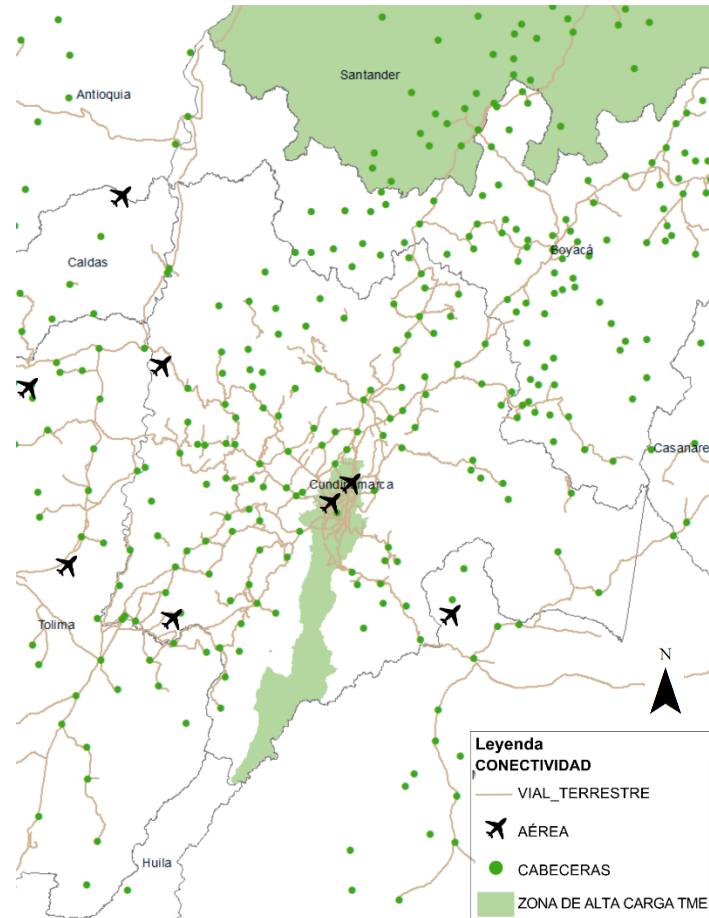 Santander
Antioquia
Caldas
Boyacá
Casanare
Cundinamarca
Tolima
N
Huila
Leyenda
CONECTIVIDAD
VIAL_TERRESTRE
AÉREA
CABECERAS
ZONA DE ALTA CARGA TME